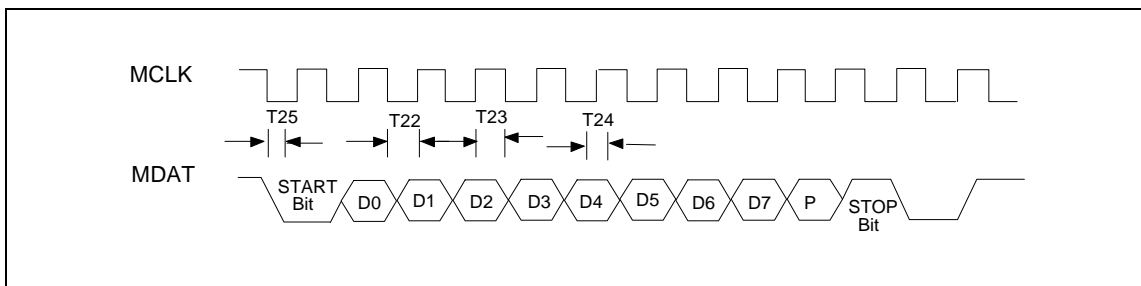 MCLK
T25
T22
T23
T24
MDAT
START
Bit
D0
D1
D2
D3
D4
D5
D6
D7
P
STOP
Bit